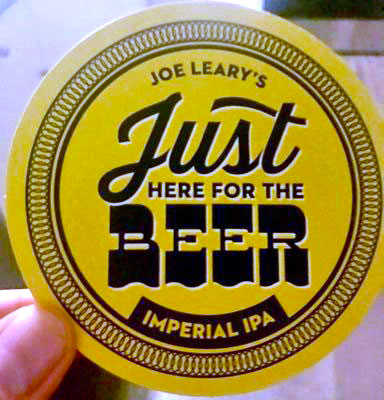 JOE LEARY'S
Just
HERE FOR THE
BEER
IMPERIAL IPA